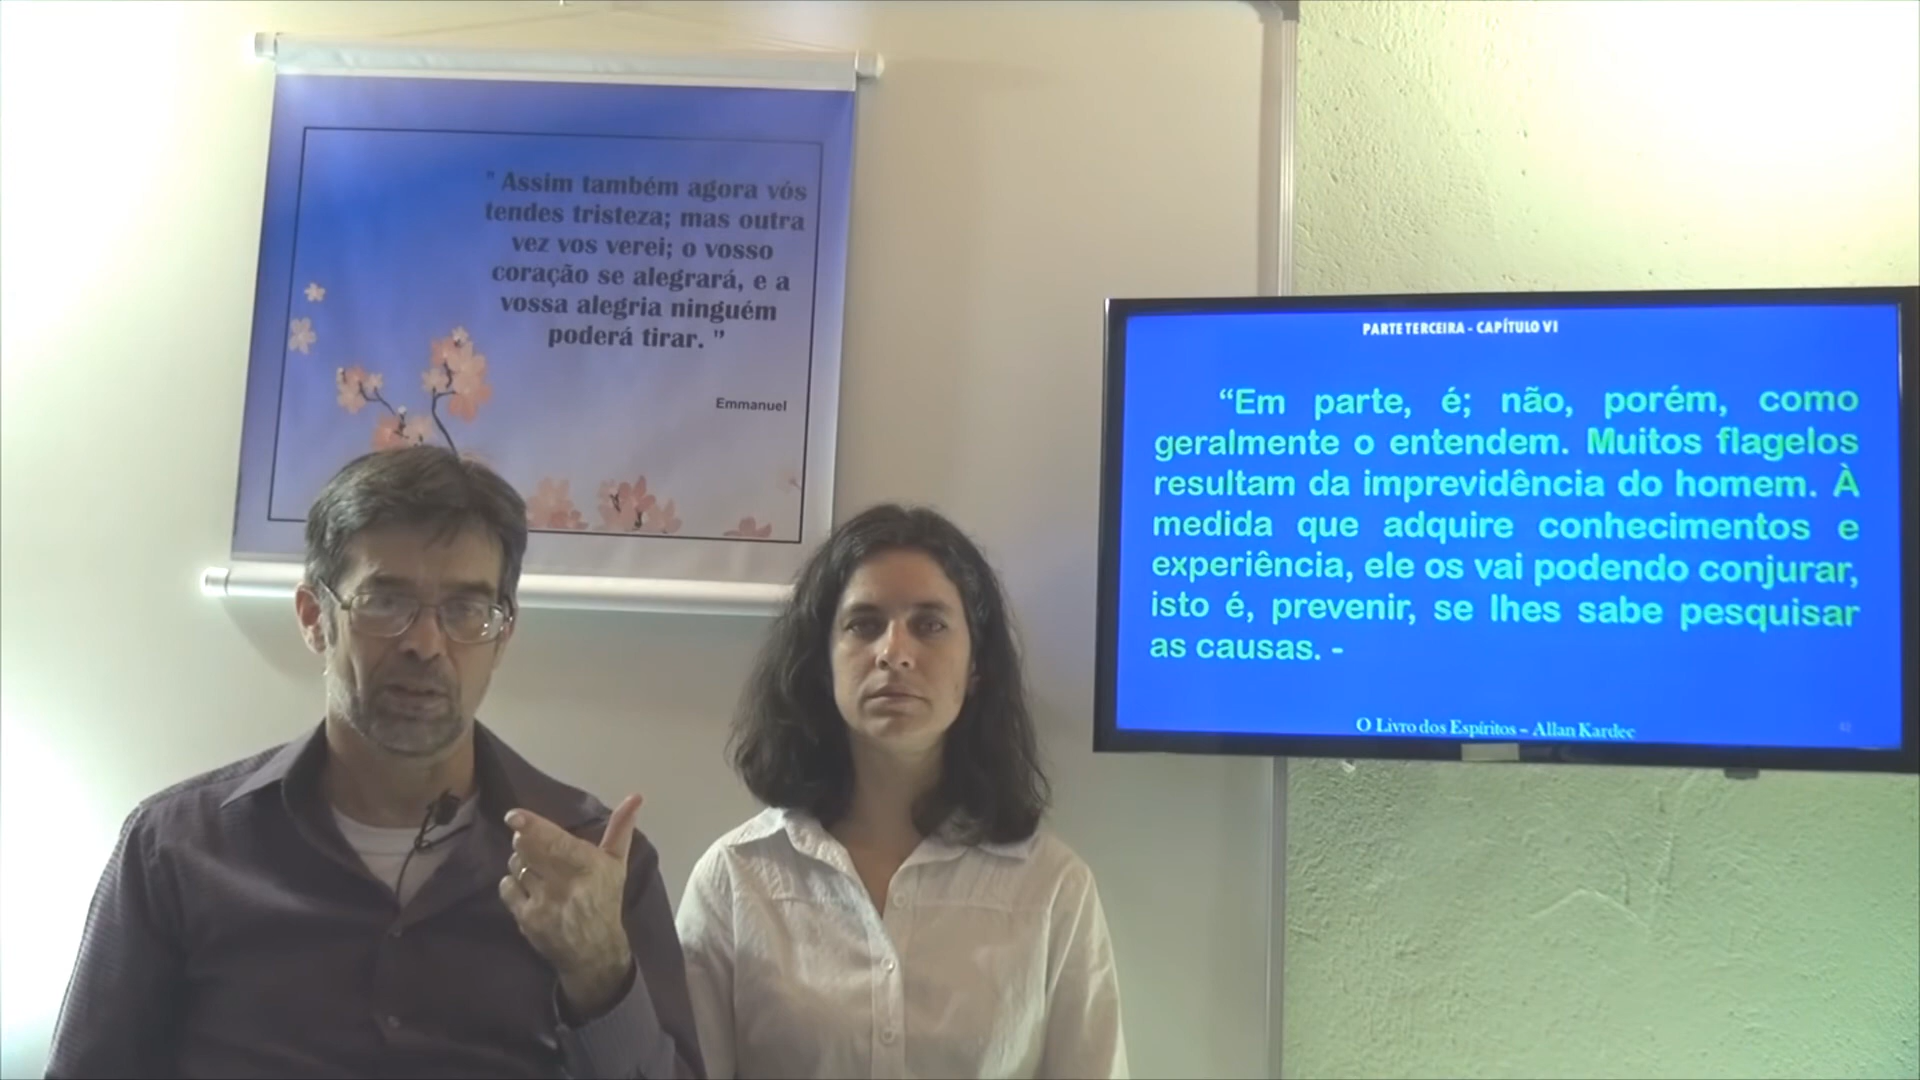 " Assim também agora vós
tendes tristeza; mas outra
vez vos verei; o vosso
coração se alegrará, e a
vossa alegria ninguém
poderá tirar. "
Emmanuel
PARTE TERCEIRA - CAPÍTULO VI
“Em parte, é; não, porém, como
geralmente o entendem. Muitos flagelos
resultam da imprevidência do homem. À
medida que adquire conhecimentos e
experiência, ele os vai podendo conjurar,
isto é, prevenir, se lhes sabe pesquisar
as causas. -
O Livro dos Espíritos – Allan Kardec